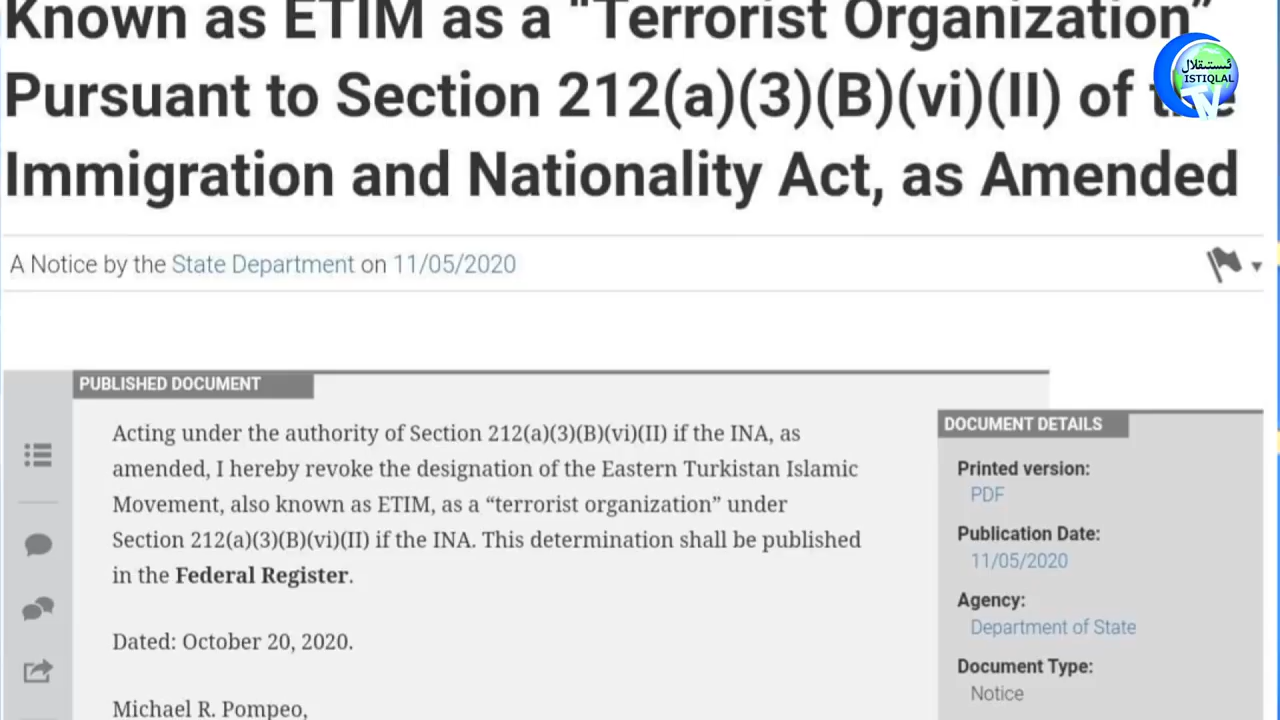 Known as ETIM as a “Terrorist Organization”
Pursuant to Section 212(a)(3)(B)(vi)(II) of the
Immigration and Nationality Act, as Amended
ئىستىقلال
ISTIQLAL
TV
A Notice by the State Department on 11/05/2020
PUBLISHED DOCUMENT
Acting under the authority of Section 212(a)(3)(B)(vi)(II) if the INA, as
amended, I hereby revoke the designation of the Eastern Turkistan Islamic
Movement, also known as ETIM, as a “terrorist organization” under
Section 212(a)(3)(B)(vi)(II) if the INA. This determination shall be published
in the Federal Register.
Dated: October 20, 2020.
Michael R. Pompeo,
DOCUMENT DETAILS
Printed version:
PDF
Publication Date:
11/05/2020
Agency:
Department of State
Document Type:
Notice